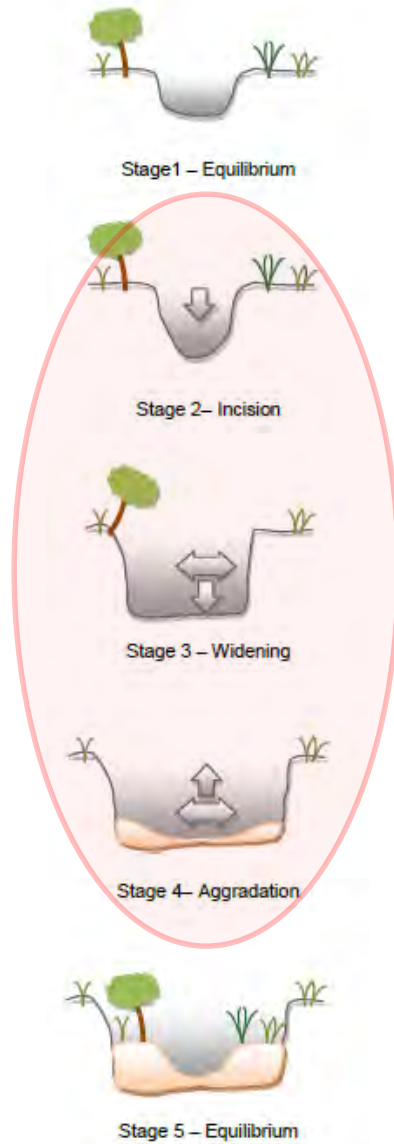 Stage1 – Equilibrium
Stage 2– Incision
Stage 3 – Widening
Stage 4– Aggradation
Stage 5 – Equilibrium